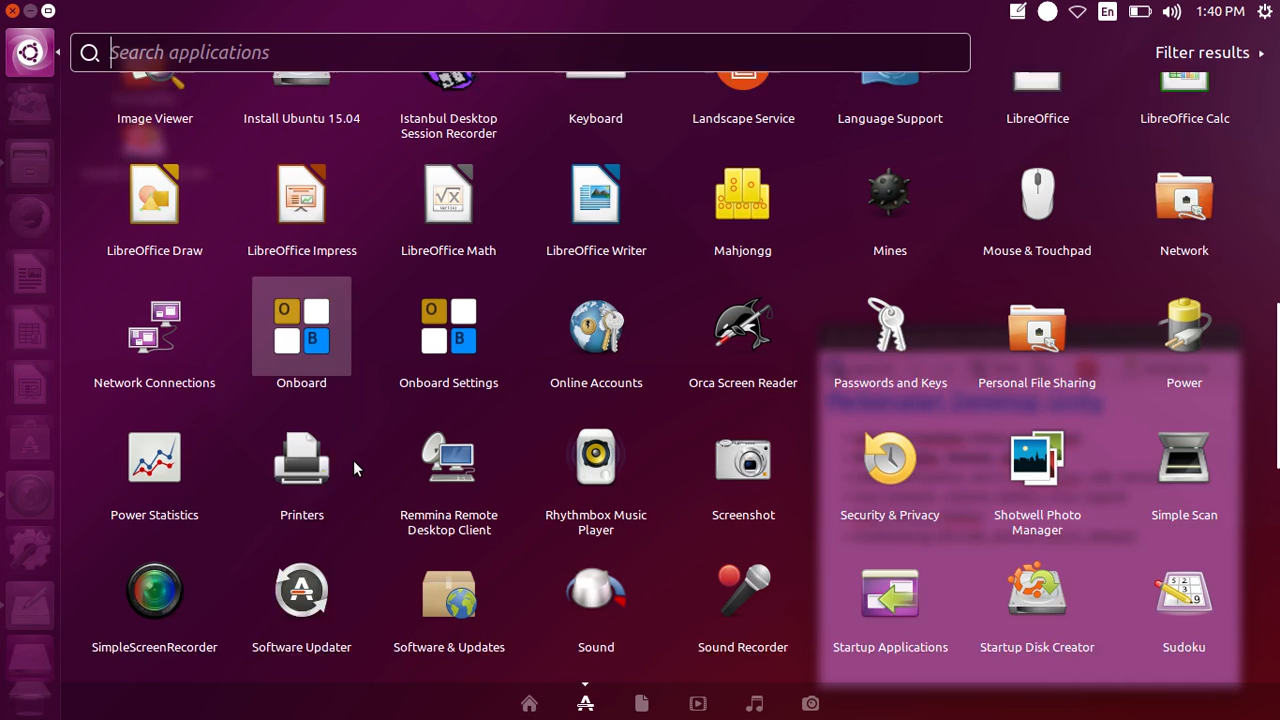 En
1:40 PM
Search applications
Filter results
Image Viewer
Install Ubuntu 15.04
Istanbul Desktop
Session Recorder
Keyboard
Landscape Service
Language Support
LibreOffice
LibreOffice Calc
LibreOffice Draw
LibreOffice Impress
LibreOffice Math
LibreOffice Writer
Mahjongg
Mines
Mouse & Touchpad
Network
Network Connections
Onboard
Onboard Settings
Online Accounts
Orca Screen Reader
Passwords and Keys
Personal File Sharing
Power
Power Statistics
Printers
Remmina Remote
Desktop Client
Rhythmbox Music
Player
Screenshot
Security & Privacy
Shotwell Photo
Manager
Simple Scan
SimpleScreenRecorder
Software Updater
Software & Updates
Sound
Sound Recorder
Startup Applications
Startup Disk Creator
Sudoku